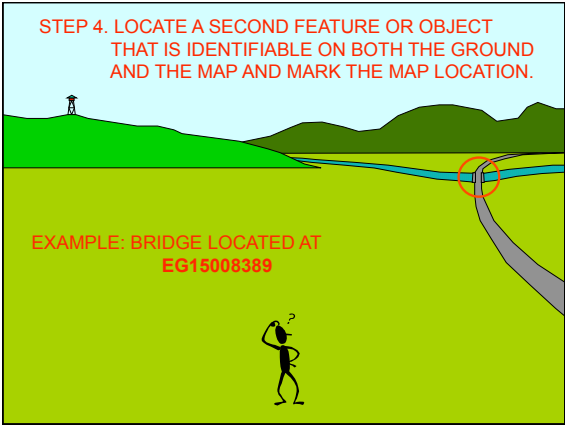 STEP 4. LOCATE A SECOND FEATURE OR OBJECT
THAT IS IDENTIFIABLE ON BOTH THE GROUND
AND THE MAP AND MARK THE MAP LOCATION.
EXAMPLE: BRIDGE LOCATED AT
EG15008389
?